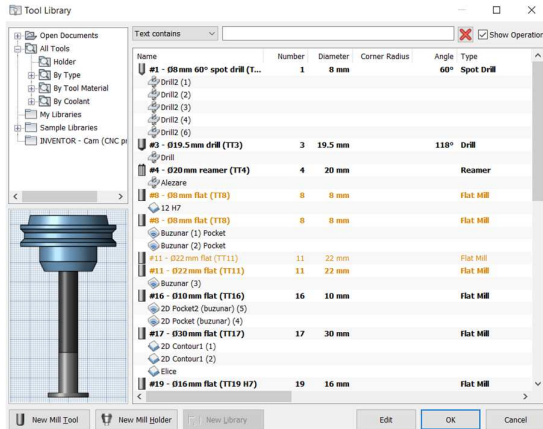 Tool Library
Open Documents
All Tools
Holder
By Type
By Tool Material
By Coolant
My Libraries
Sample Libraries
INVENTOR - Cam (CNC pr
Text contains
Show Operation
Name Number Diameter Corner Radius Angle Type
#1 - Ø8 mm 60° spot drill (T... 1 8 mm 60° Spot Drill
Drill2 (1)
Drill2 (2)
Drill2 (3)
Drill2 (4)
Drill2 (6)
#3 - Ø19.5 mm drill (TT3) 3 19.5 mm 118° Drill
Drill
#4 - Ø20 mm reamer (TT4) 4 20 mm Reamer
Alezare
#8 - Ø8 mm flat (TT8) 8 8 mm Flat Mill
12 H7
#8 - Ø8 mm flat (TT8) 8 8 mm Flat Mill
Buzunar (1) Pocket
Buzunar (2) Pocket
#11 - Ø22 mm flat (TT11) 11 22 mm Flat Mill
#11 - Ø22 mm flat (TT11) 11 22 mm Flat Mill
Buzunar (3)
#16 - Ø10 mm flat (TT16) 16 10 mm Flat Mill
2D Pocket2 (buzunar) (5)
2D Pocket (buzunar) (4)
#17 - Ø30 mm flat (TT17) 17 30 mm Flat Mill
2D Contour1 (1)
2D Contour1 (2)
Elice
#19 - Ø16 mm flat (TT19 H7) 19 16 mm Flat Mill
New Mill Tool
New Mill Holder
New Library
Edit
OK
Cancel